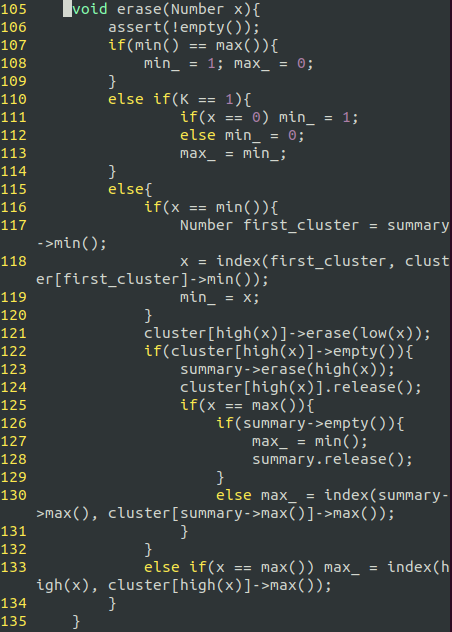 105     void erase(Number x){
106         assert(!empty());
107         if(min() == max()){
108             min_ = 1; max_ = 0;
109         }
110         else if(K == 1){
111                 if(x == 0) min_ = 1;
112                 else min_ = 0;
113                 max_ = min_;
114         }
115         else{
116             if(x == min()){
117                 Number first_cluster = summary
->min();
118                 x = index(first_cluster, clust
er[first_cluster]->min());
119                 min_ = x;
120             }
121             cluster[high(x)]->erase(low(x));
122             if(cluster[high(x)]->empty()){
123                 summary->erase(high(x));
124                 cluster[high(x)].release();
125                 if(x == max()){
126                     if(summary->empty()){
127                         max_ = min();
128                         summary.release();
129                     }
130                     else max_ = index(summary-
>max(), cluster[summary->max()]->max());
131                 }
132             }
133             else if(x == max()) max_ = index(h
igh(x), cluster[high(x)]->max());
134         }
135     }